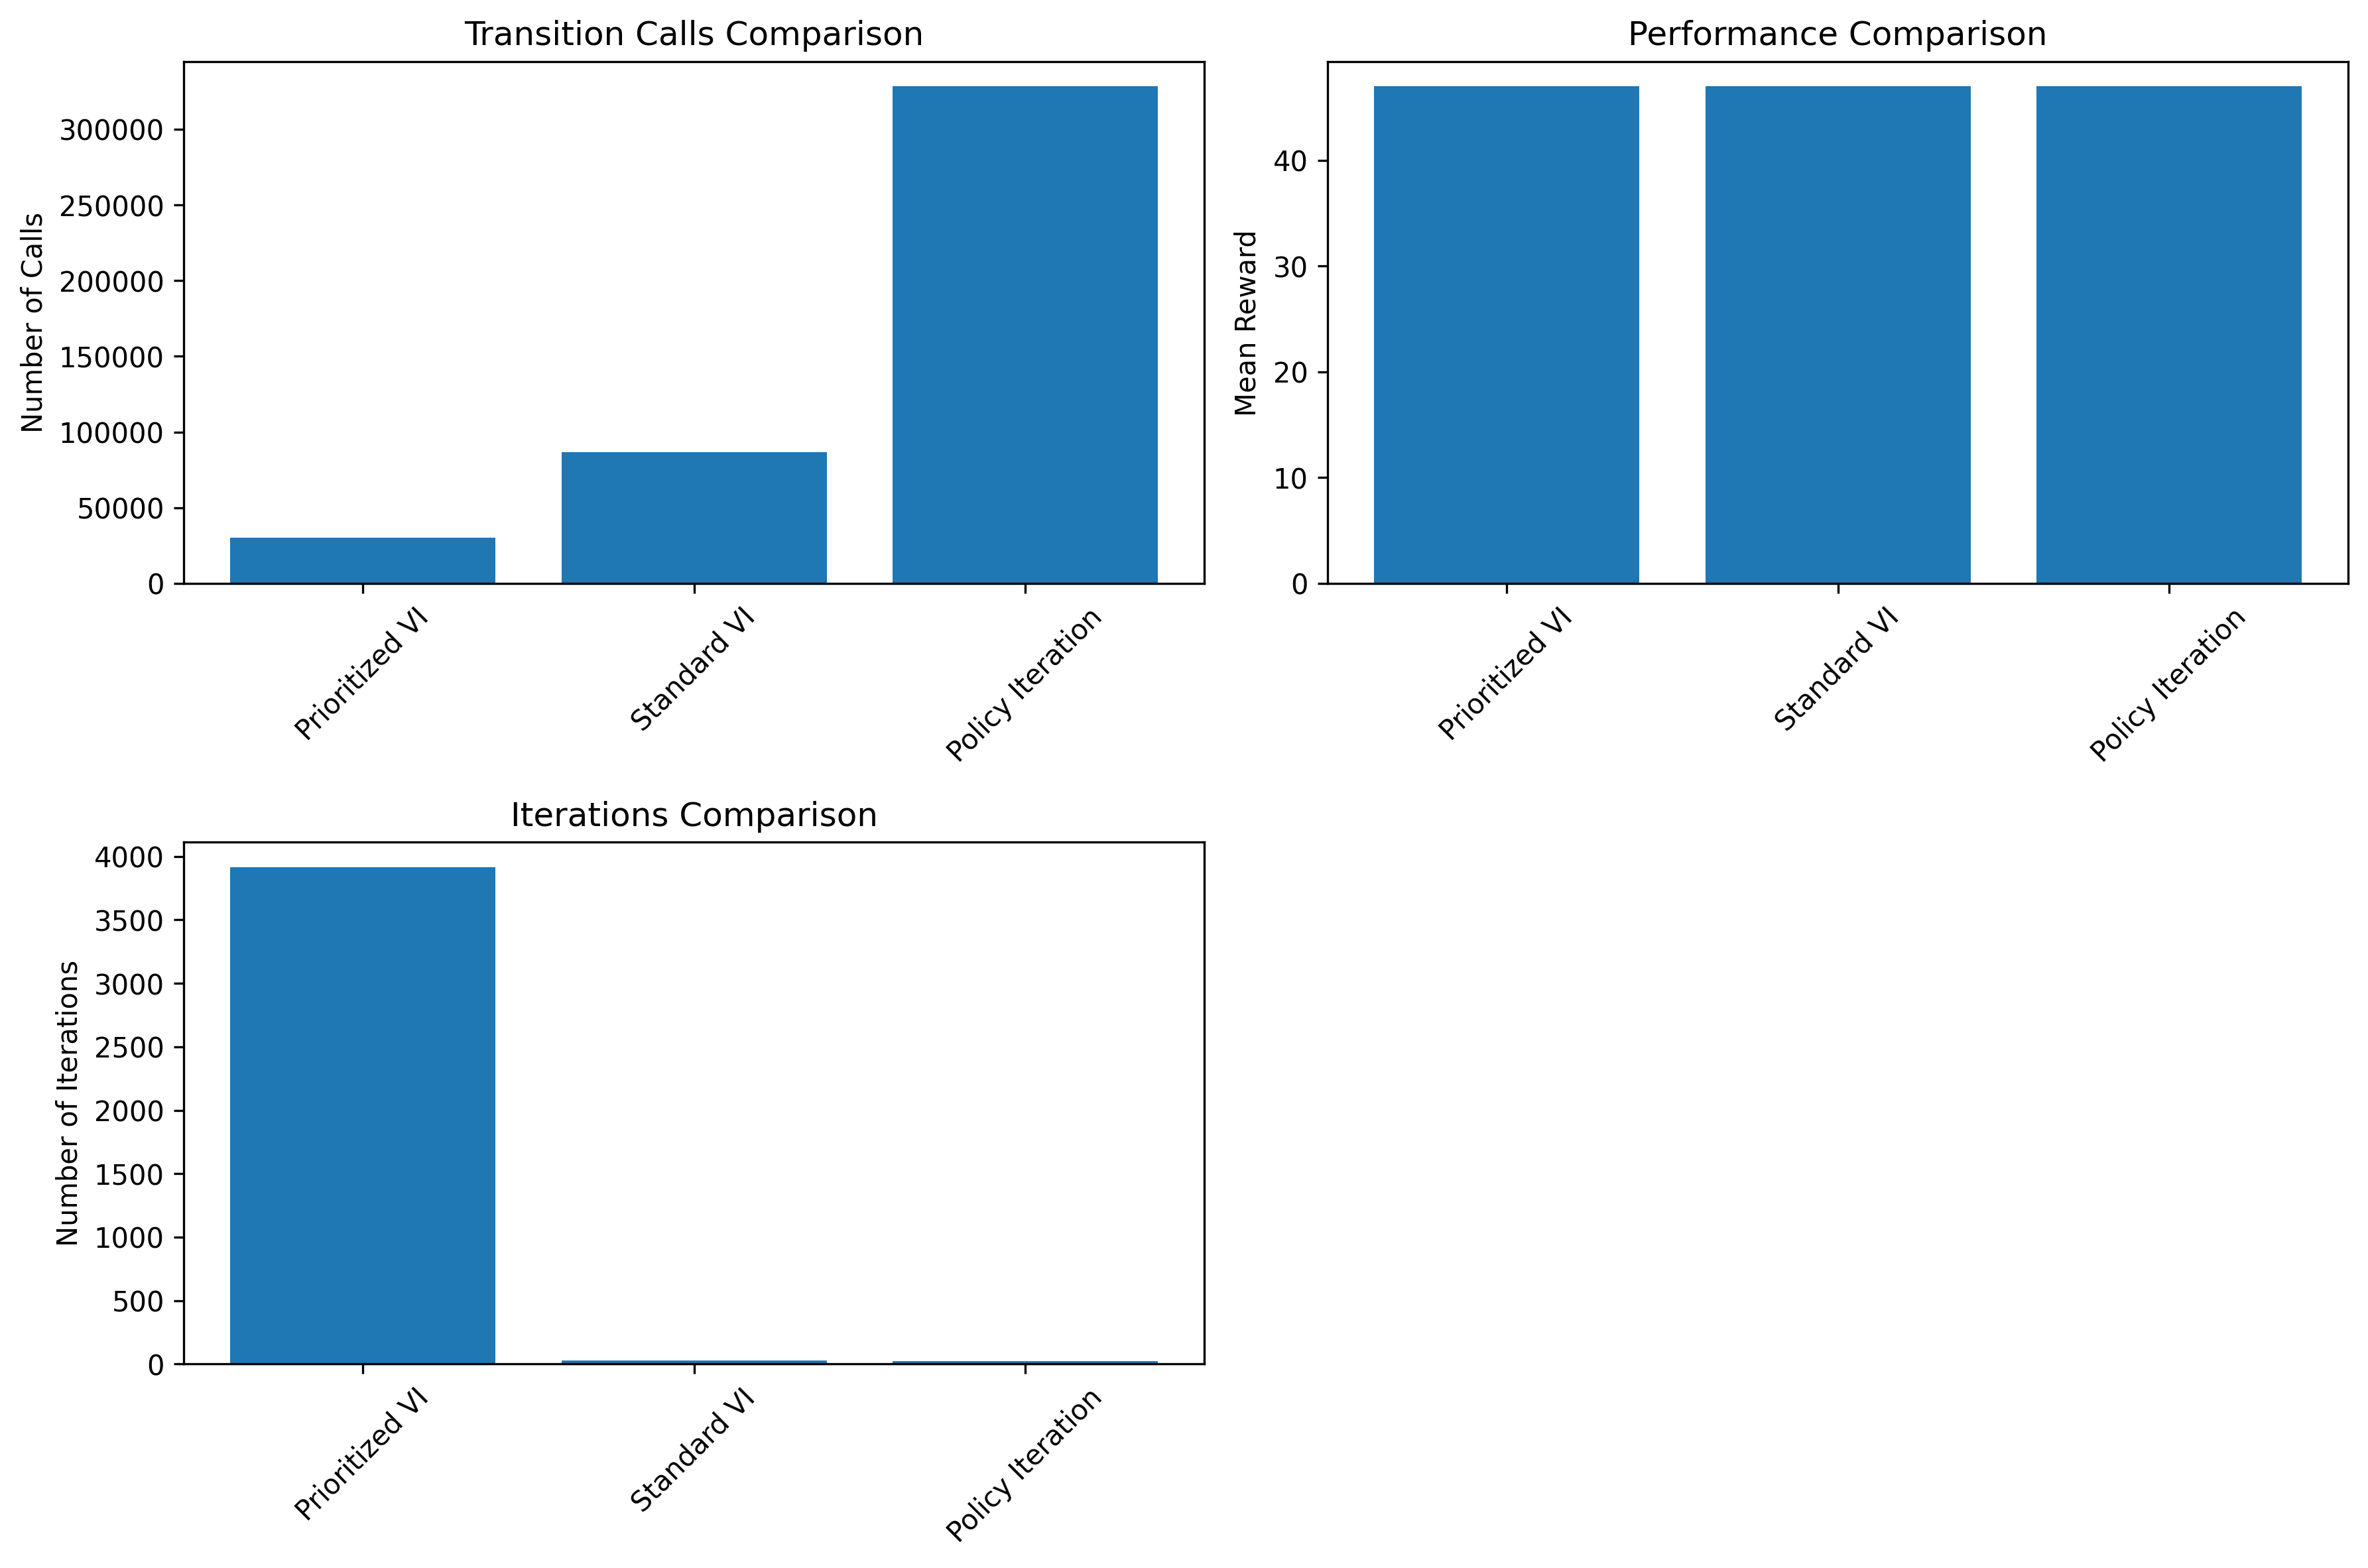 Transition Calls Comparison
Number of Calls
300000
250000
200000
150000
100000
50000
0
Prioritized VI
Standard VI
Policy Iteration
Performance Comparison
Mean Reward
40
30
20
10
0
Prioritized VI
Standard VI
Policy Iteration
Iterations Comparison
Number of Iterations
4000
3500
3000
2500
2000
1500
1000
500
0
Prioritized VI
Standard VI
Policy Iteration